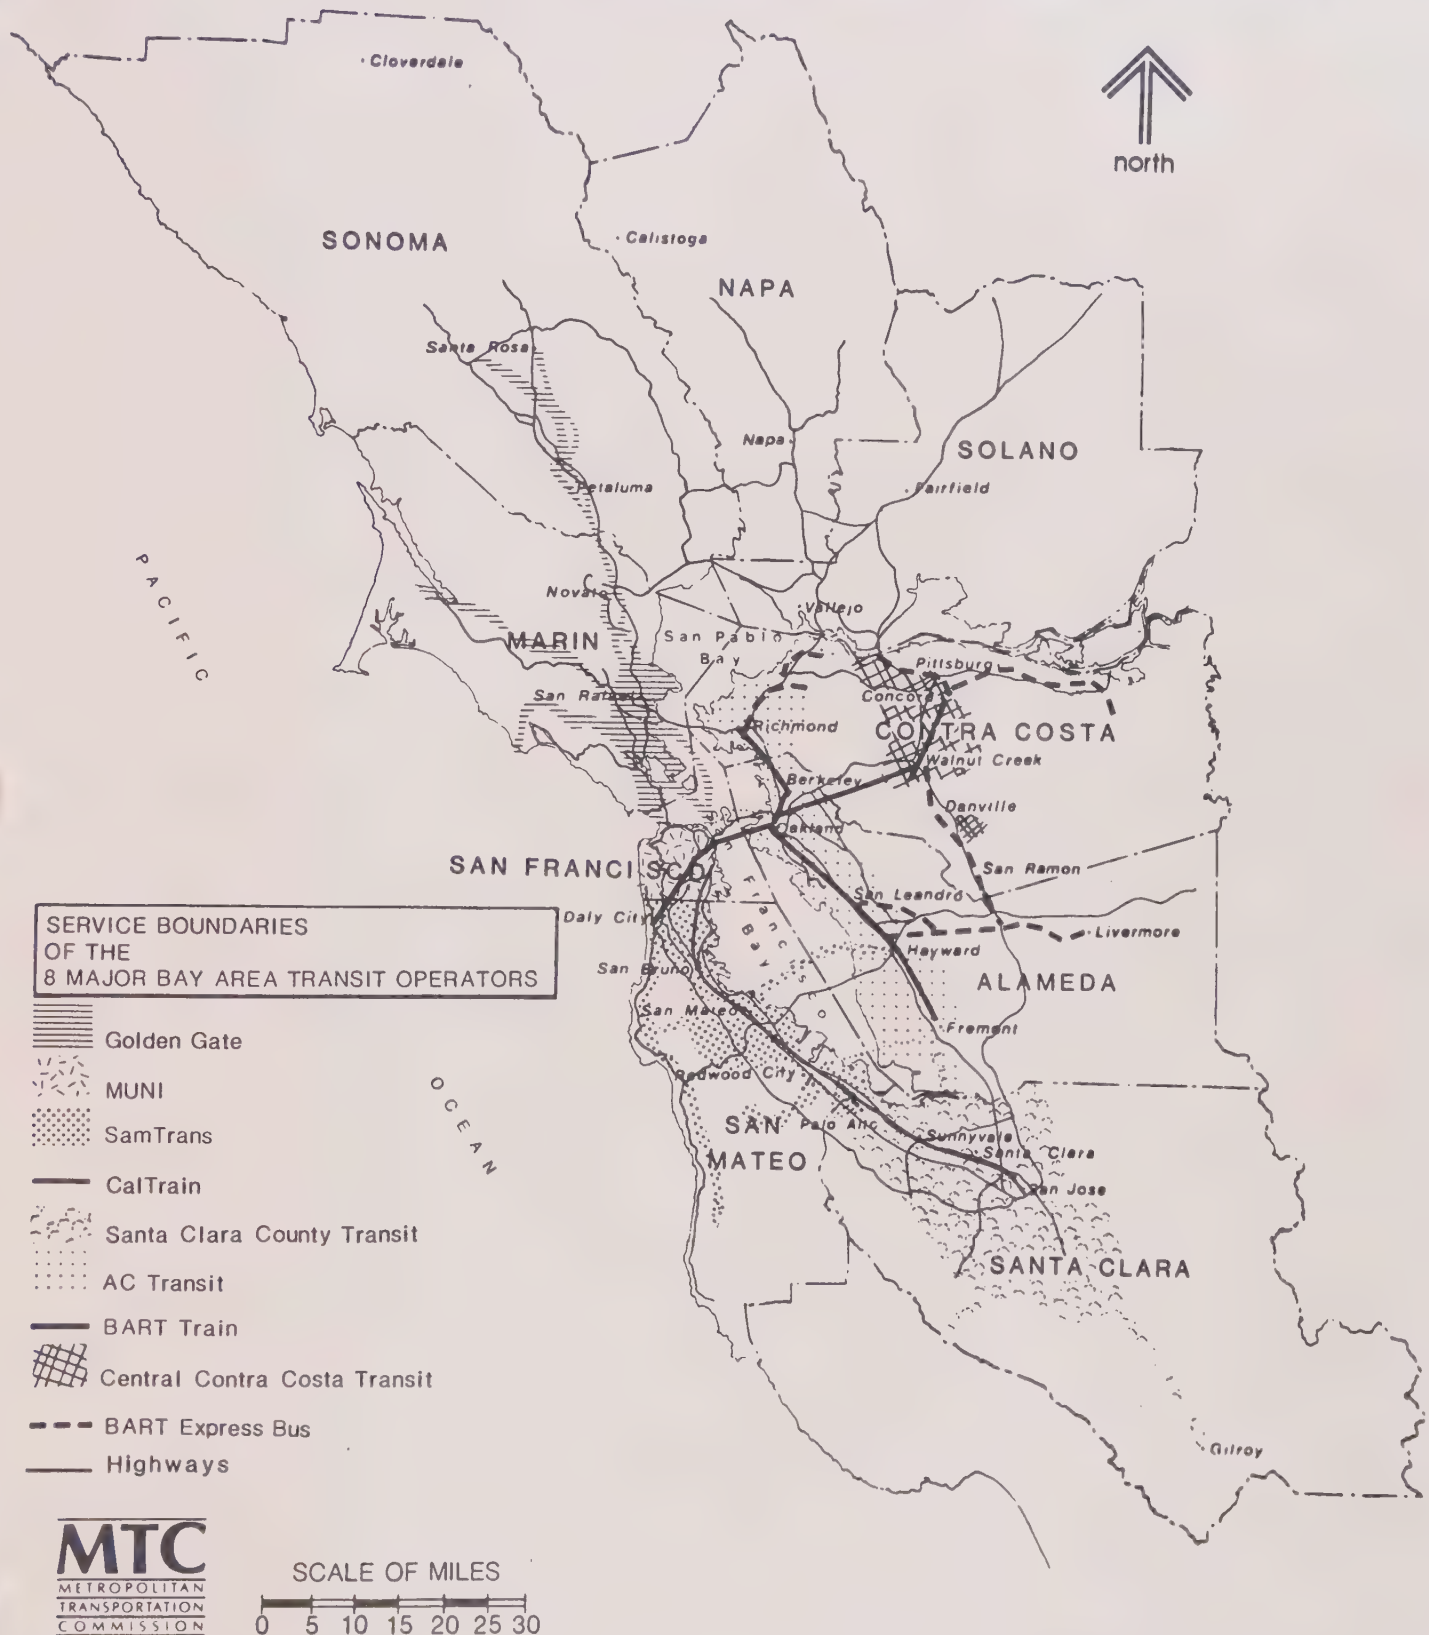 Cloverdale
north
SONOMA
Calistoga
NAPA
Santa Rosa
Napa
SOLANO
Petaluma
Fairfield
PACIFIC
Novato
Vallejo
MARIN
San Pablo
Bay
Pittsburg
San Rafael
Concord
Richmond
CONTRA COSTA
Walnut Creek
Berkeley
Danville
Oakland
SAN FRANCISCO
San Ramon
San Leandro
Daly City
Livermore
Hayward
San Bruno
Francisco
Bay
ALAMEDA
San Mateo
Fremont
Redwood City
OCEAN
SAN
MATEO
Palo Alto
Sunnyvale
Santa Clara
San Jose
SANTA CLARA
Gilroy
SERVICE BOUNDARIES
OF THE
8 MAJOR BAY AREA TRANSIT OPERATORS
Golden Gate
MUNI
SamTrans
CalTrain
Santa Clara County Transit
AC Transit
BART Train
Central Contra Costa Transit
BART Express Bus
Highways
MTC
METROPOLITAN
TRANSPORTATION
COMMISSION
SCALE OF MILES
0 5 10 15 20 25 30